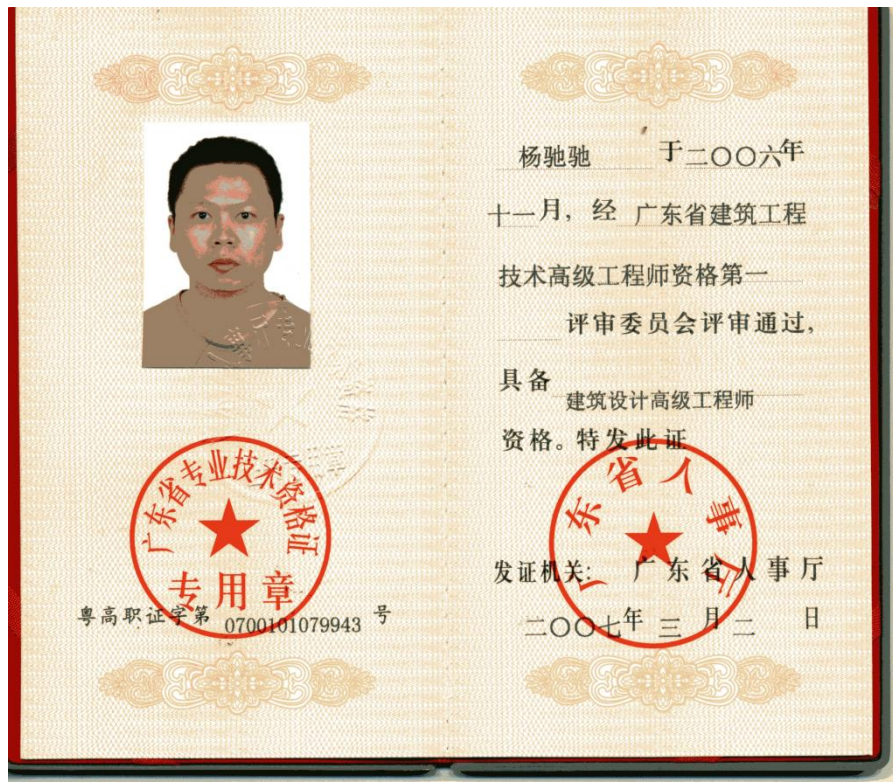 广东省专业技术资格证
专用章
粤高职证字第 0700101079943 号
杨驰驰 于二〇〇六年
十一月，经 广东省建筑工程
技术高级工程师资格第一
评审委员会评审通过，
具备 建筑设计高级工程师
资格。特发此证
广东省人事厅
发证机关： 广东省人事厅
二〇〇七年 三 月 二 日